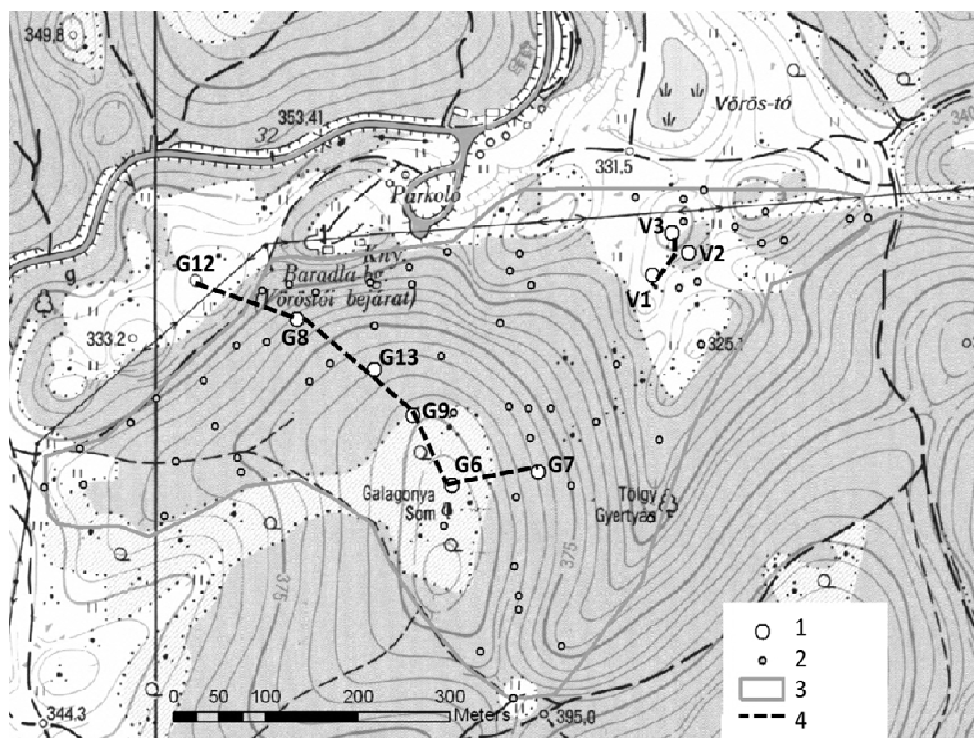 349,8
32
353,41
Parkoló
Vörös-tó
331.5
340
G12
g
Knv.
Baradla bg.
(Vöröstói bejárat)
G8
333.2
V3
V2
V1
325.1
G13
G9
G6
G7
Galagonya
Som
Tölgy
Gyertyán
375
375
344.3
0 50 100 200 300
Meters
395,0
1
2
3
4